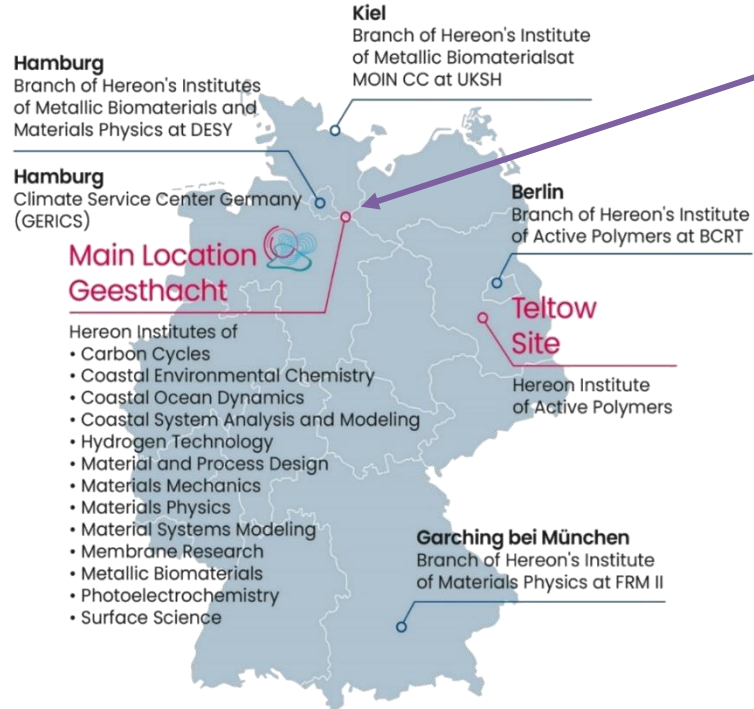 Kiel
Branch of Hereon's Institute
of Metallic Biomaterialsat
MOIN CC at UKSH
Hamburg
Branch of Hereon's Institutes
of Metallic Biomaterials and
Materials Physics at DESY
Hamburg
Climate Service Center Germany
(GERICS)
Berlin
Branch of Hereon's Institute
of Active Polymers at BCRT
Main Location
Geesthacht
Hereon Institutes of
• Carbon Cycles
• Coastal Environmental Chemistry
• Coastal Ocean Dynamics
• Coastal System Analysis and Modeling
• Hydrogen Technology
• Material and Process Design
• Materials Mechanics
• Materials Physics
• Material Systems Modeling
• Membrane Research
• Metallic Biomaterials
• Photoelectrochemistry
• Surface Science
Teltow
Site
Hereon Institute
of Active Polymers
Garching bei München
Branch of Hereon's Institute
of Materials Physics at FRM II